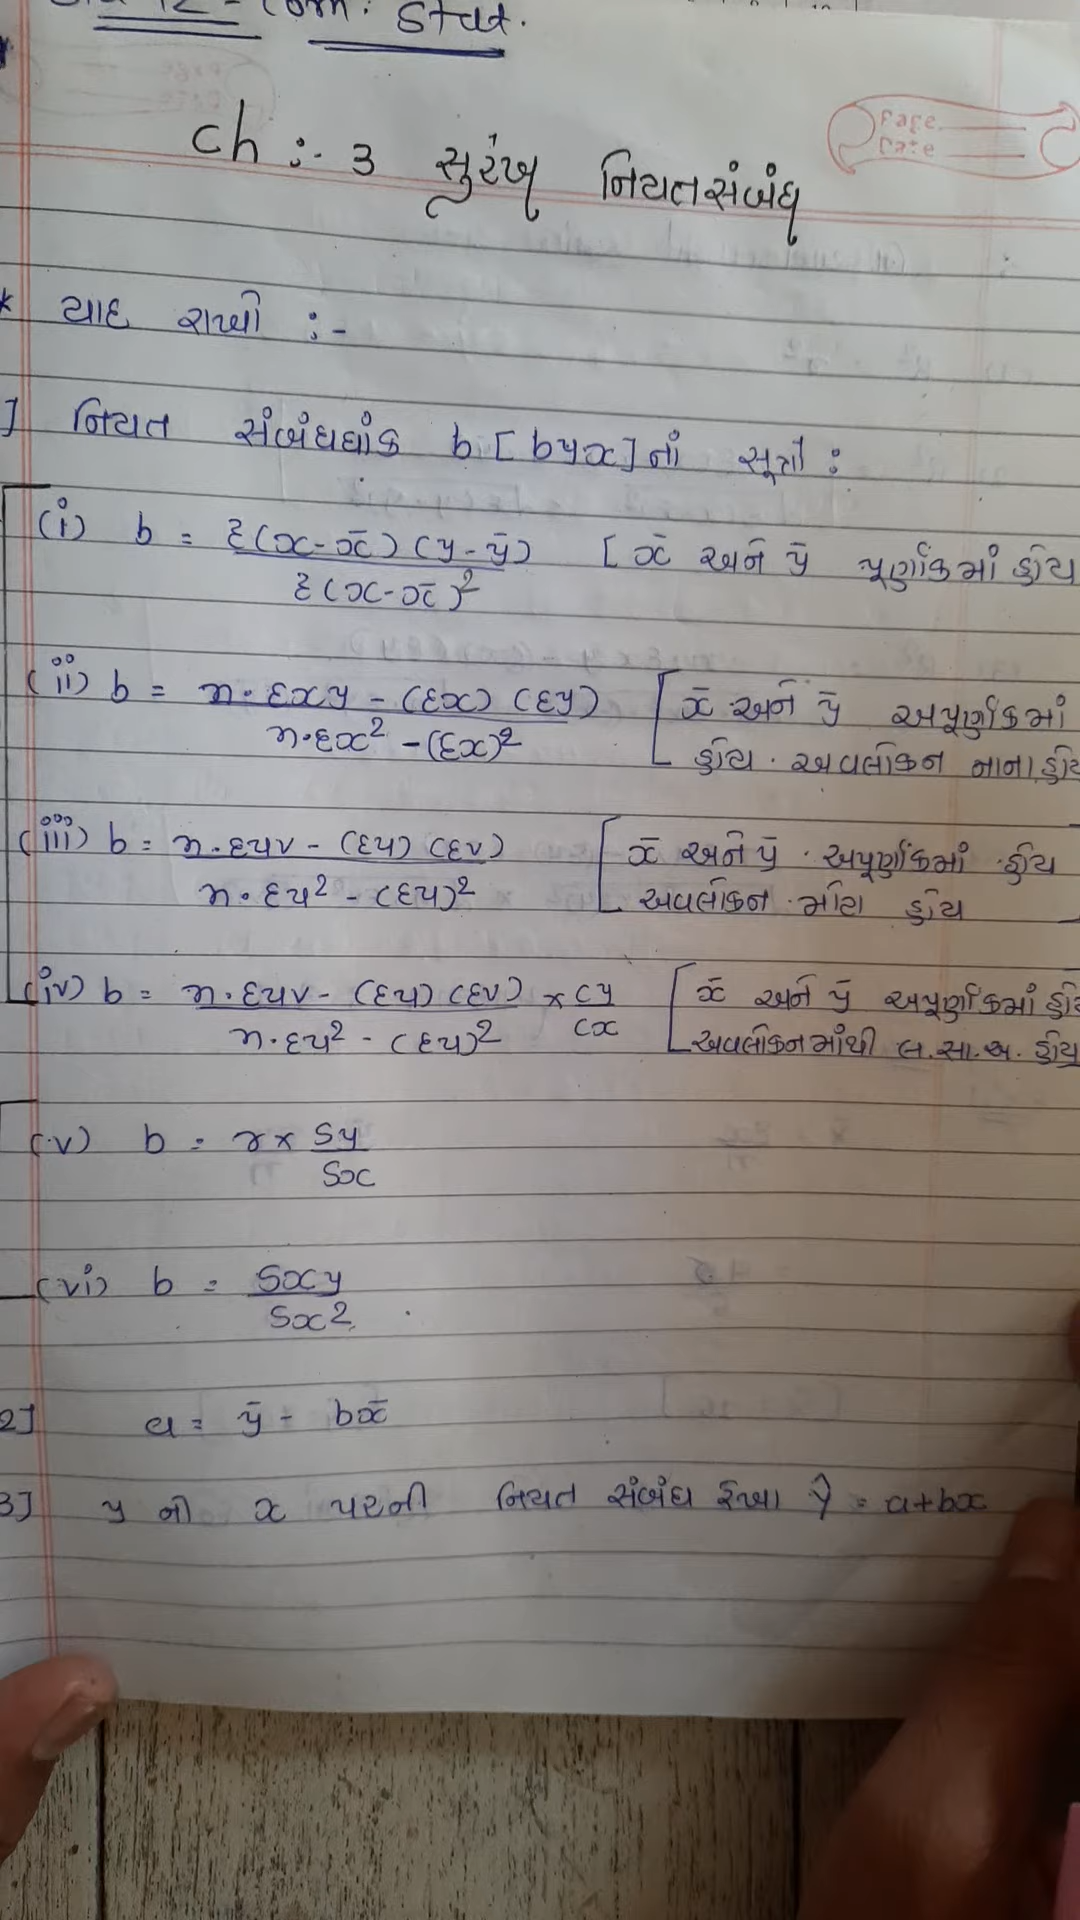 12 - Com. Stat.
Page
Date
Ch :- 3 સુરેખ નિયતસંબંધ
* યાદ રાખો :-
1] નિયત સંબંધઘાંક b [byx]નાં સૂત્રો :
(i) b = Σ(x-x̄)(y-ȳ) / Σ(x-x̄)² [x̄ અને ȳ પૂર્ણાંકમાં હોય
(ii) b = n·Σxy - (Σx)(Σy) / n·Σx² - (Σx)² [x̄ અને ȳ અપૂર્ણાંકમાં
હોય. અવલોકન નાના હોય
(iii) b = n·Σuv - (Σu)(Σv) / n·Σu² - (Σu)² [x̄ અને ȳ અપૂર્ણાંકમાં હોય
અવલોકન મોટા હોય
(iv) b = n·Σuv - (Σu)(Σv) / n·Σu² - (Σu)² × cy / cx [x̄ અને ȳ અપૂર્ણાંકમાં હોય
અવલોકનમાંથી લ.સા.અ. હોય
(v) b = r × Sy / Sx
(vi) b = Sxy / Sx2
2] a = ȳ - bx̄
3] y ની x પરની નિયત સંબંધ રેખા ŷ = a+bx